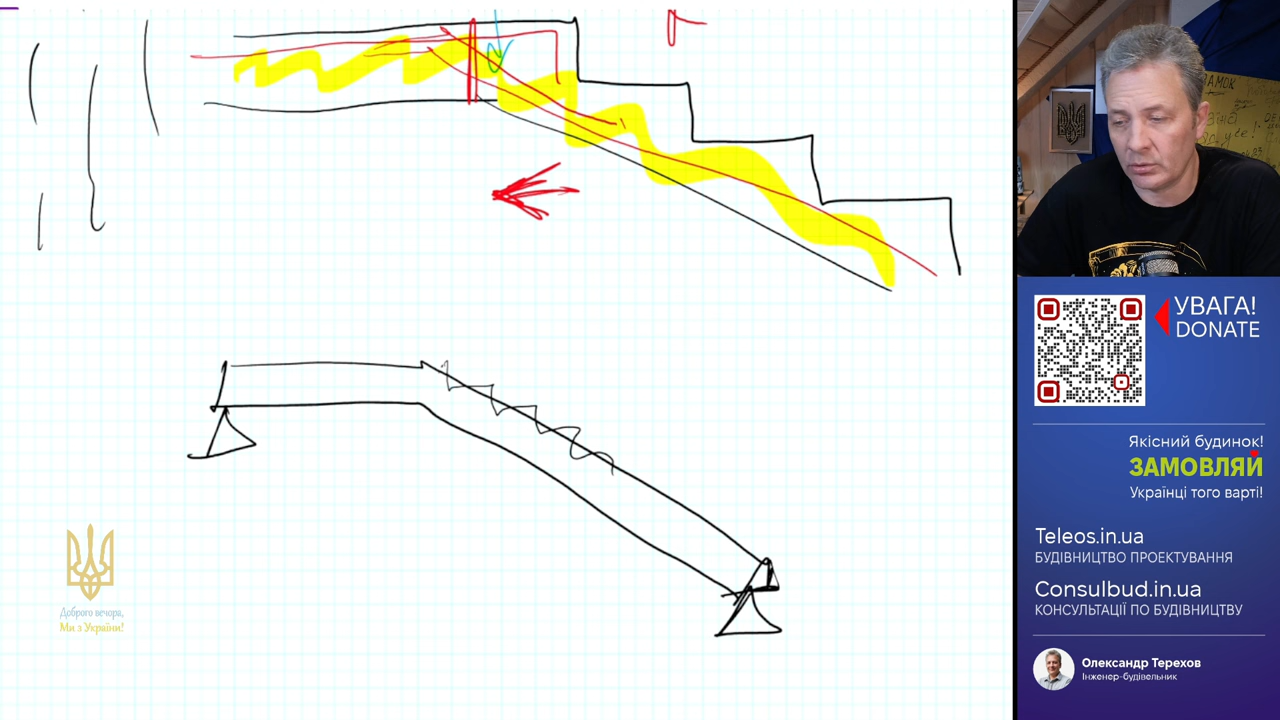 Доброго вечора,
Ми з України!
ЗАМОК
УВАГА!
DONATE
Якісний будинок!
ЗАМОВЛЯЙ
Українці того варті!
Teleos.in.ua
БУДІВНИЦТВО ПРОЕКТУВАННЯ
Consulbud.in.ua
КОНСУЛЬТАЦІЇ ПО БУДІВНИЦТВУ
Олександр Терехов
Інженер-будівельник